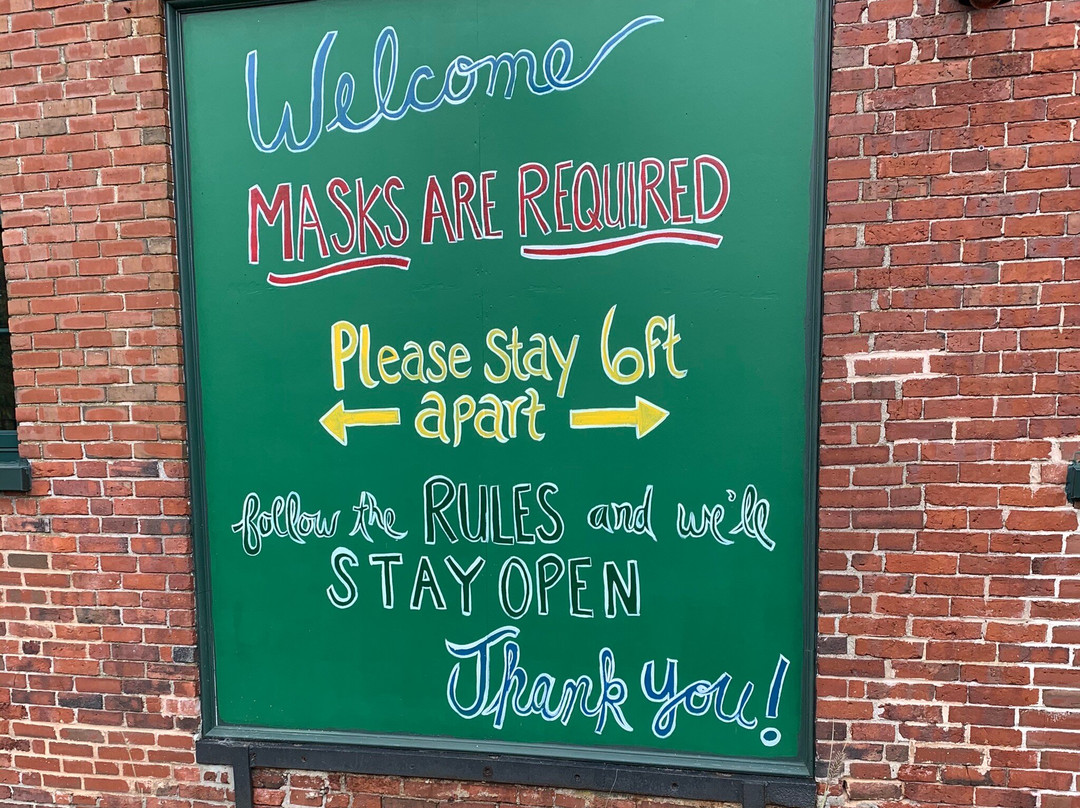 Welcome
MASKS ARE REQUIRED
Please Stay 6ft
apart
follow the RULES and we'll
STAY OPEN
Thank you!